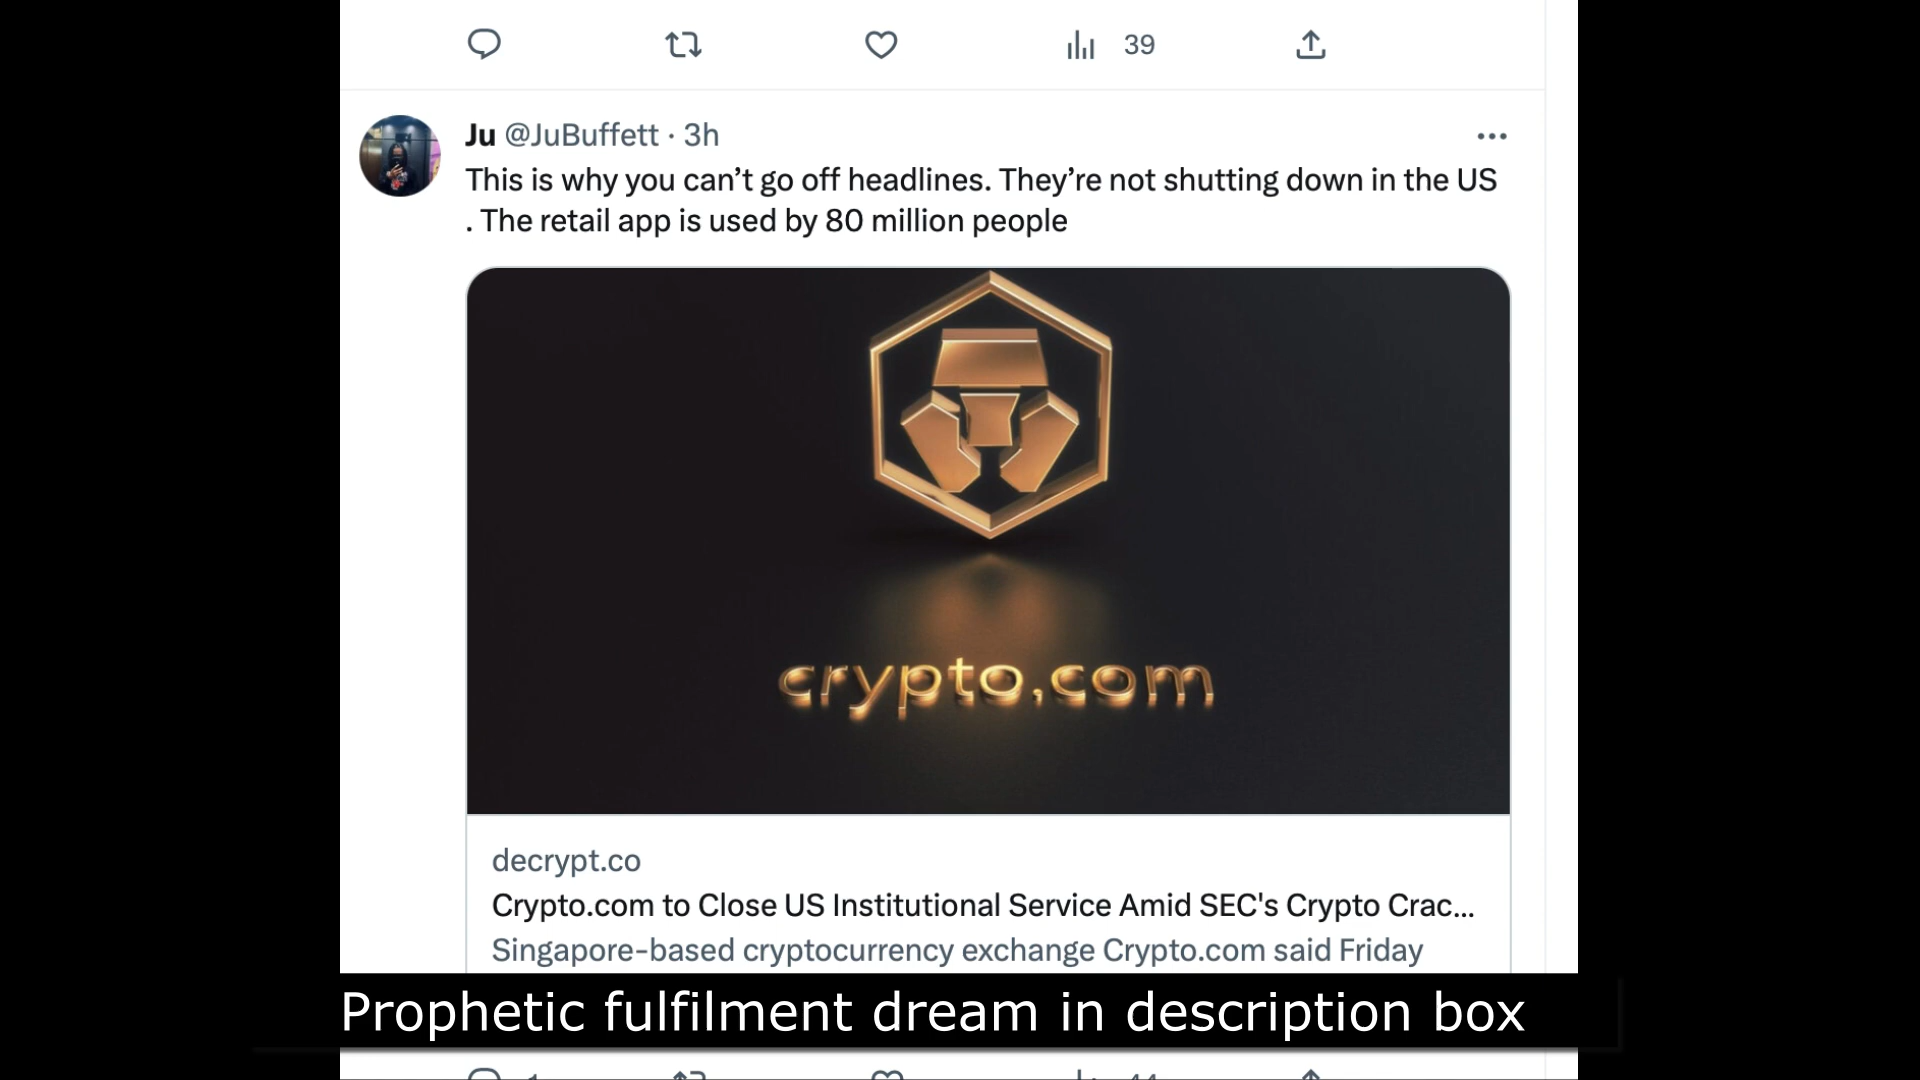 39
Ju @JuBuffett · 3h
This is why you can’t go off headlines. They’re not shutting down in the US
. The retail app is used by 80 million people
crypto.com
decrypt.co
Crypto.com to Close US Institutional Service Amid SEC's Crypto Crac...
Singapore-based cryptocurrency exchange Crypto.com said Friday
Prophetic fulfilment dream in description box